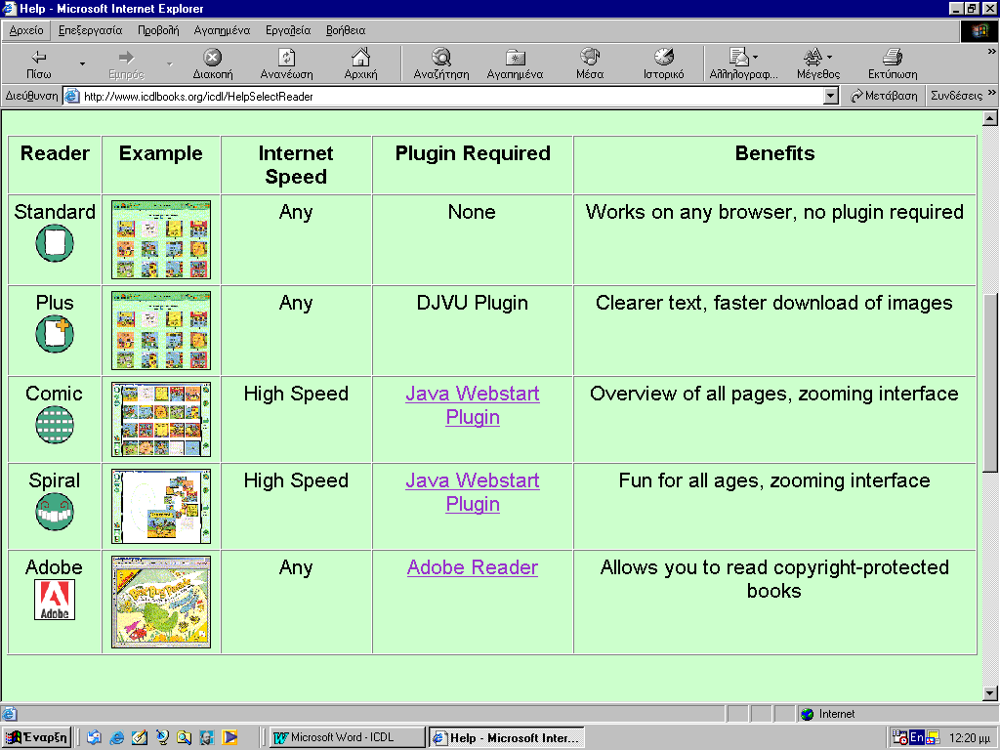 Help - Microsoft Internet Explorer
Αρχείο Επεξεργασία Προβολή Αγαπημένα Εργαλεία Βοήθεια
Πίσω Εμπρός Διακοπή Ανανέωση Αρχική Αναζήτηση Αγαπημένα Μέσα Ιστορικό Αλληλογραφ... Μέγεθος Εκτύπωση
Διεύθυνση http://www.icdlbooks.org/icdl/HelpSelectReader Μετάβαση Συνδέσεις
Reader Example Internet Speed Plugin Required Benefits
Standard Any None Works on any browser, no plugin required
Plus Any DJVU Plugin Clearer text, faster download of images
Comic High Speed Java Webstart Plugin Overview of all pages, zooming interface
Spiral High Speed Java Webstart Plugin Fun for all ages, zooming interface
Adobe Any Adobe Reader Allows you to read copyright-protected books
Adobe
Internet
Έναρξη Microsoft Word - ICDL Help - Microsoft Inter... En 12:20 μμ